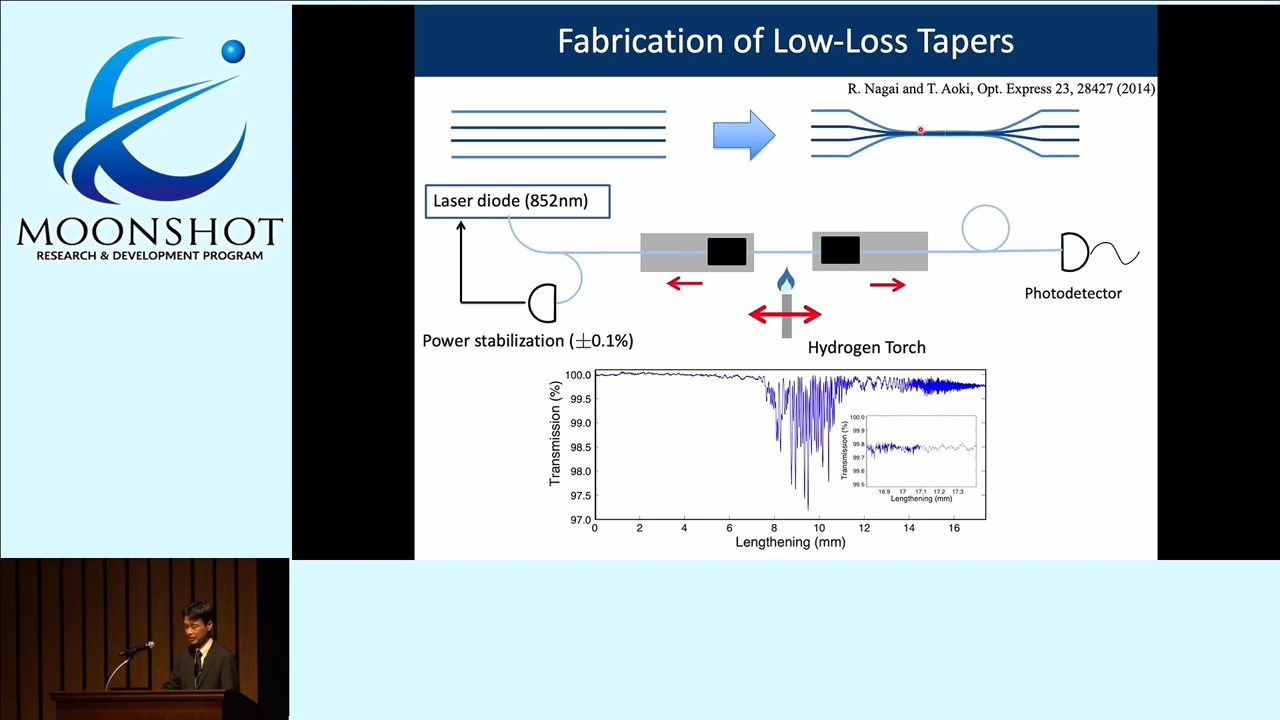 MOONSHOT
RESEARCH & DEVELOPMENT PROGRAM
Fabrication of Low-Loss Tapers
R. Nagai and T. Aoki, Opt. Express 23, 28427 (2014)
Laser diode (852nm)
Photodetector
Power stabilization (±0.1%)
Hydrogen Torch
Transmission (%)
100.0
99.5
99.0
98.5
98.0
97.5
97.0
0 2 4 6 8 10 12 14 16
Lengthening (mm)
Transmission (%)
100.0
99.9
99.8
99.7
99.6
99.5
16.9 17 17.1 17.2 17.3
Lengthening (mm)